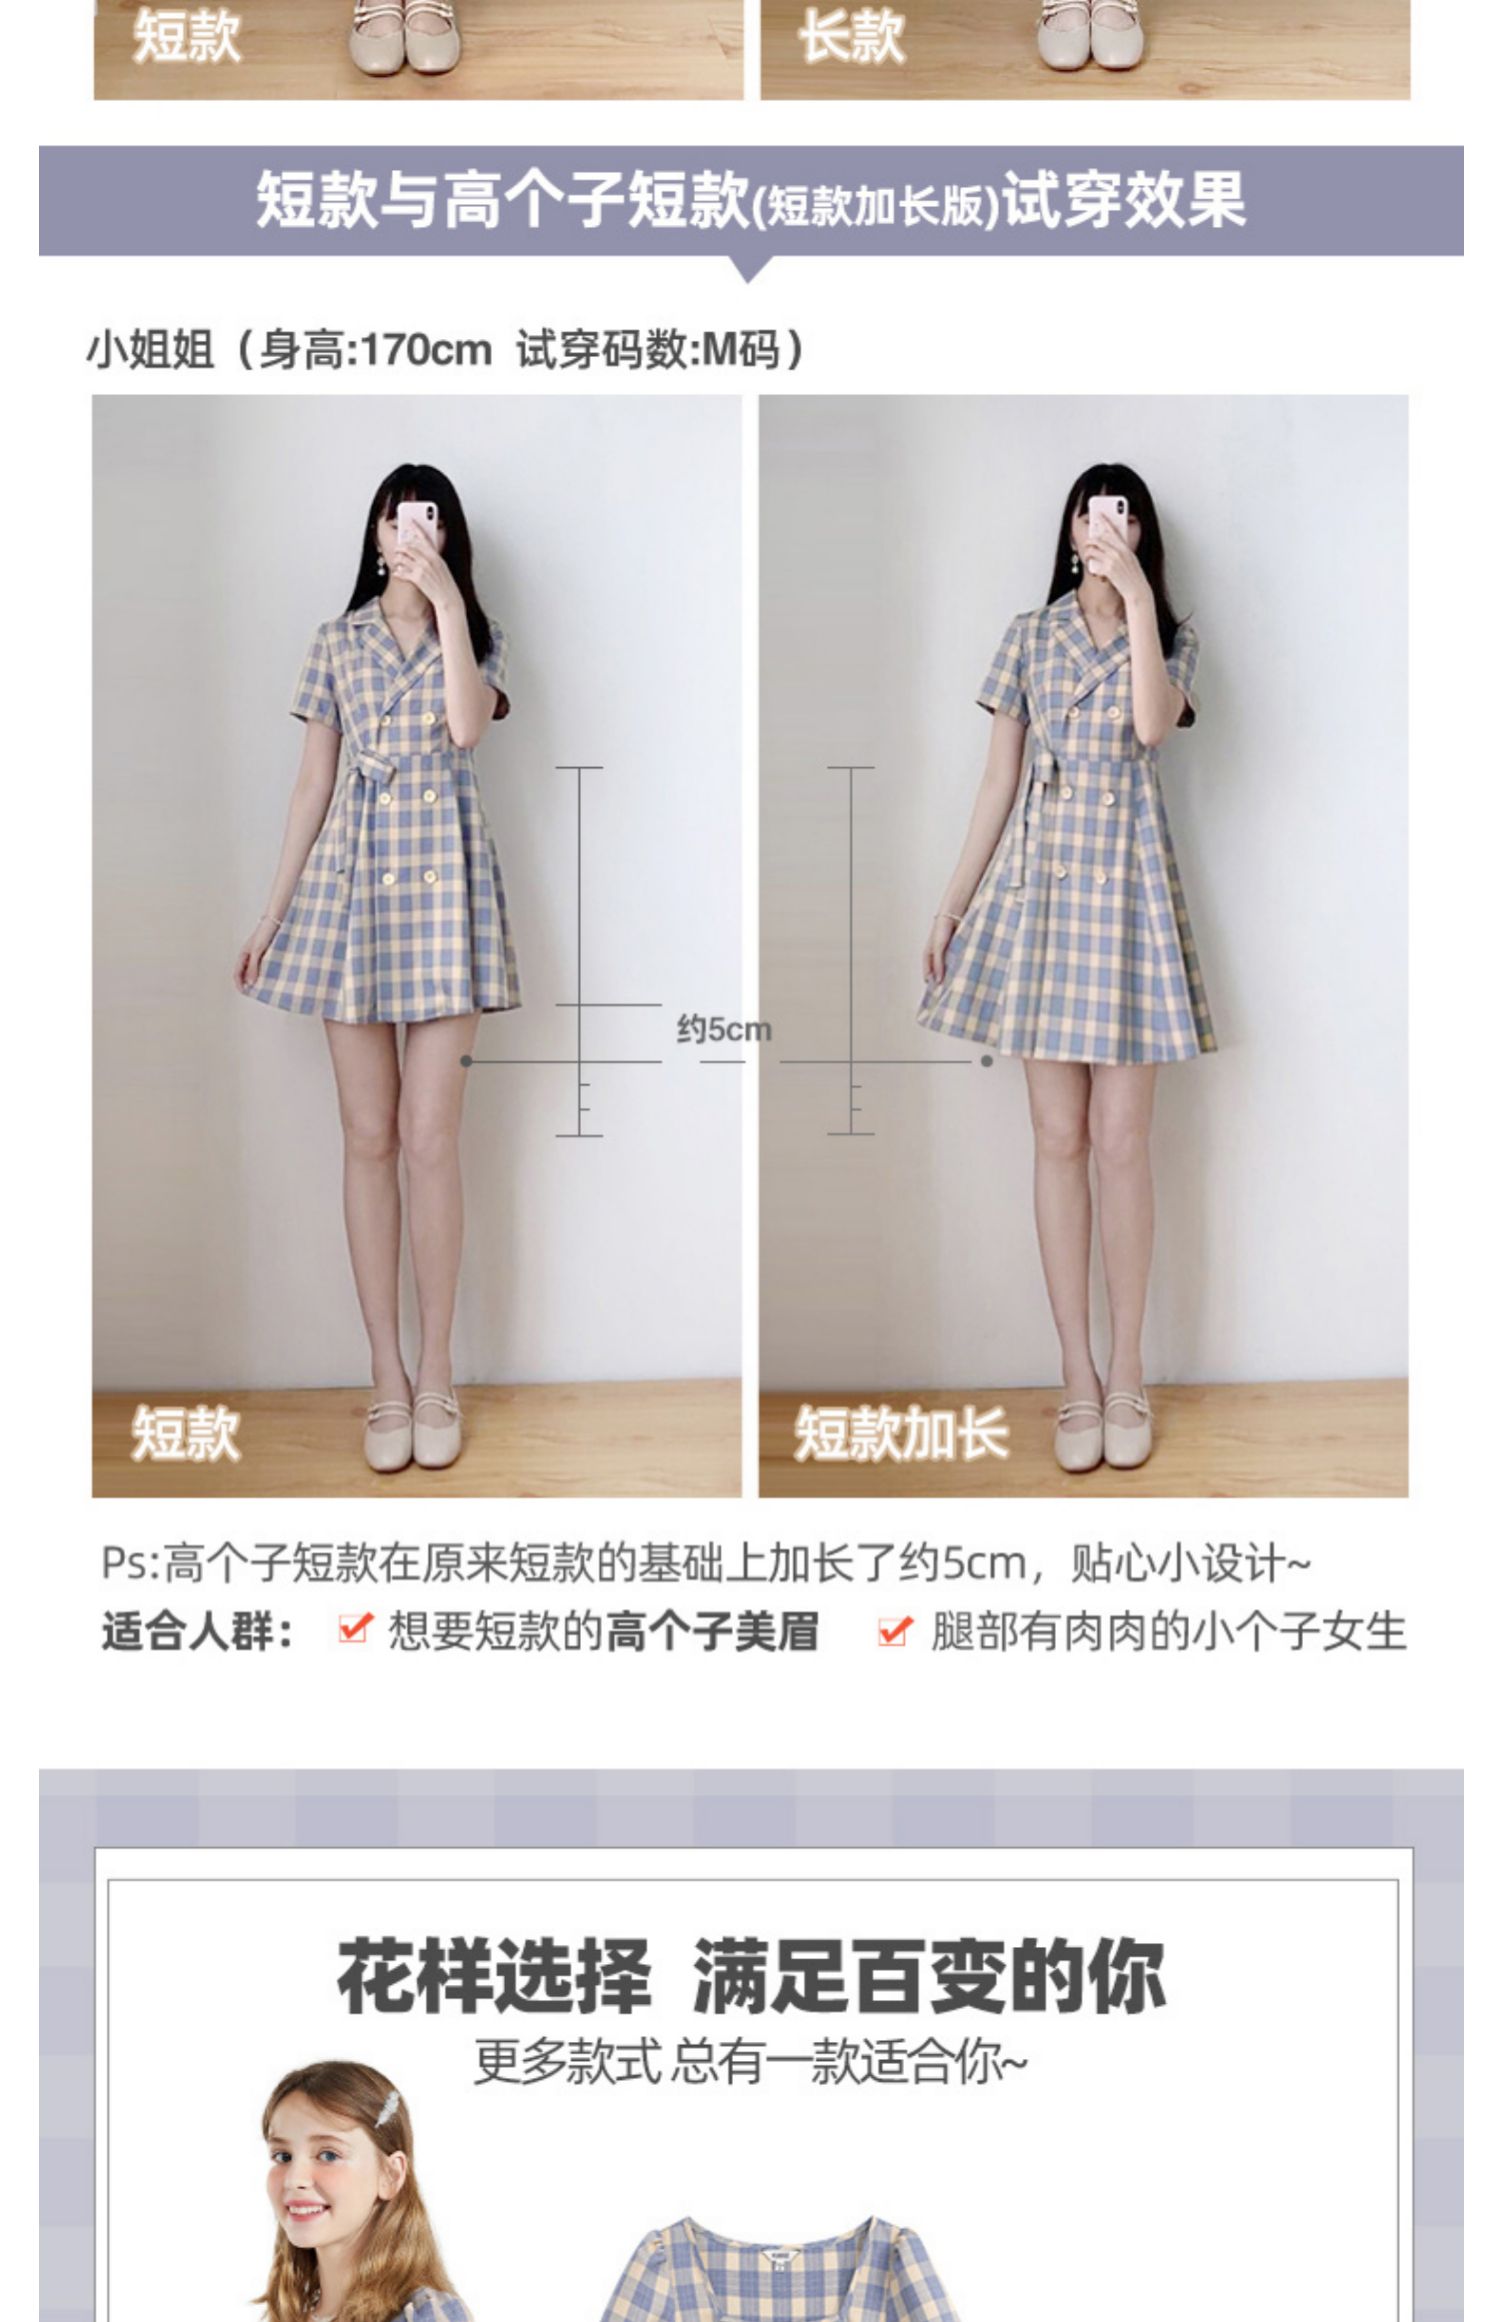 短款
长款
短款与高个子短款(短款加长版)试穿效果
小姐姐（身高:170cm 试穿码数:M码）
约5cm
短款
短款加长
Ps:高个子短款在原来短款的基础上加长了约5cm，贴心小设计~
适合人群： 想要短款的高个子美眉 腿部有肉肉的小个子女生
花样选择 满足百变的你
更多款式 总有一款适合你~